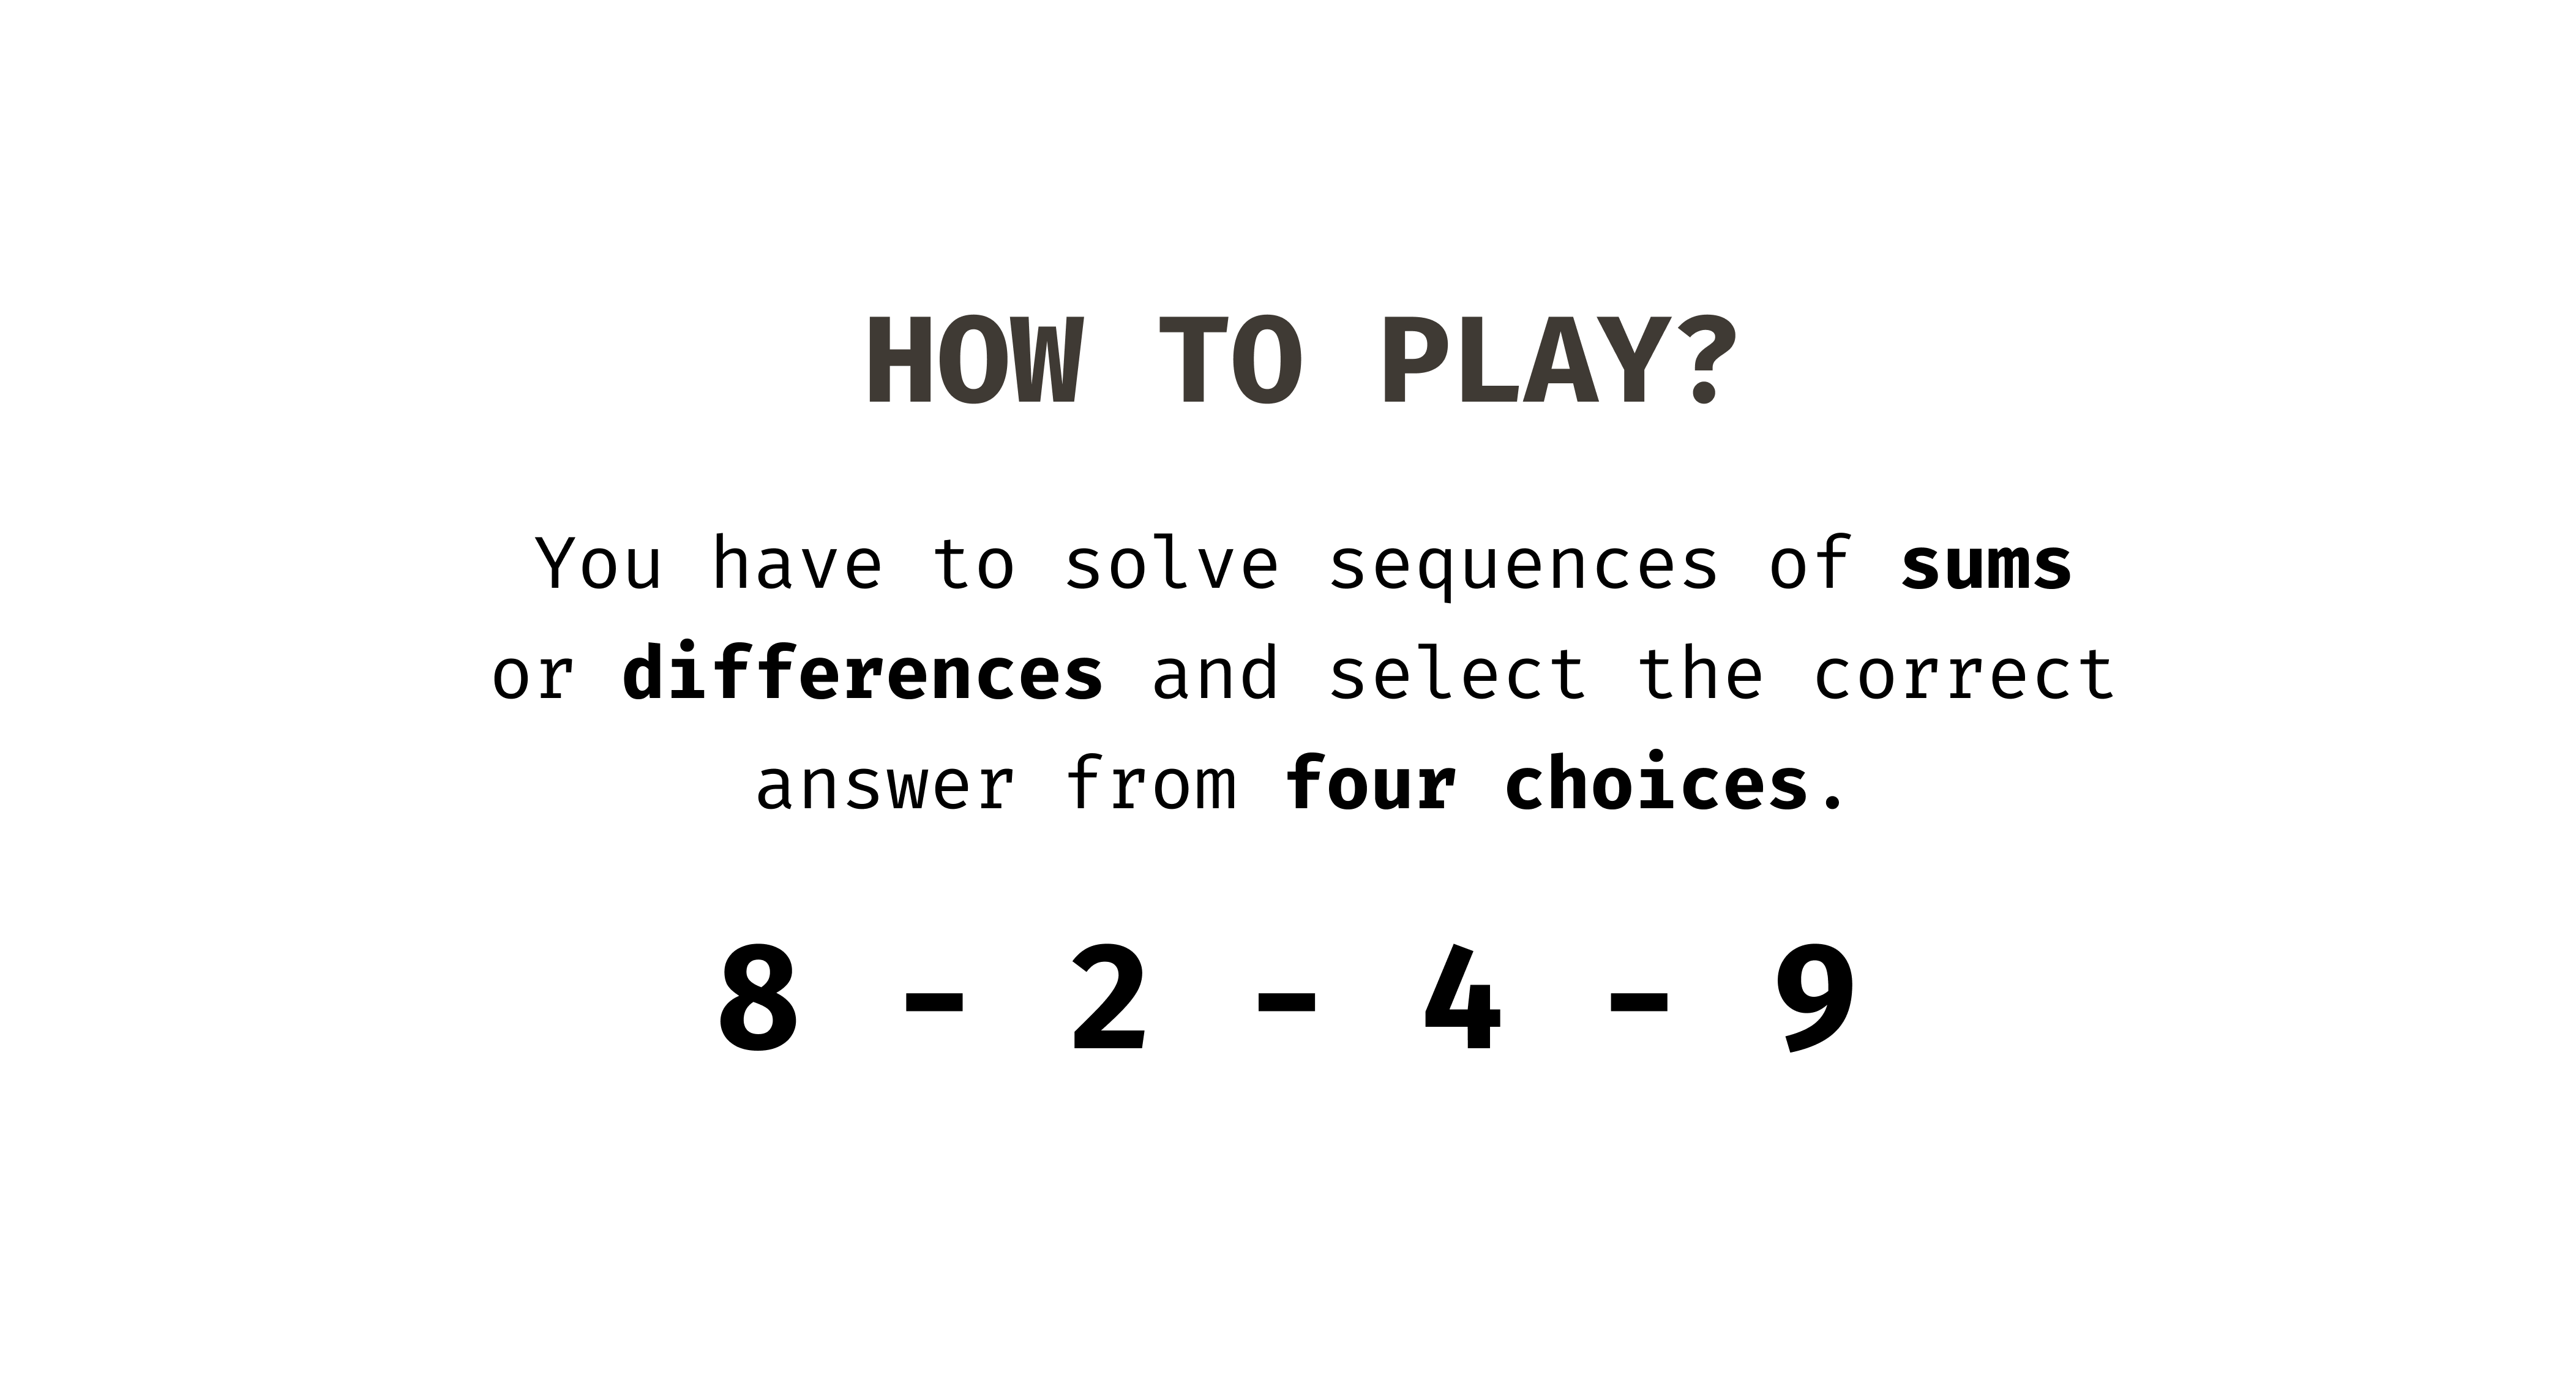 HOW TO PLAY?
You have to solve sequences of sums
or differences and select the correct
answer from four choices.
8 - 2 - 4 - 9